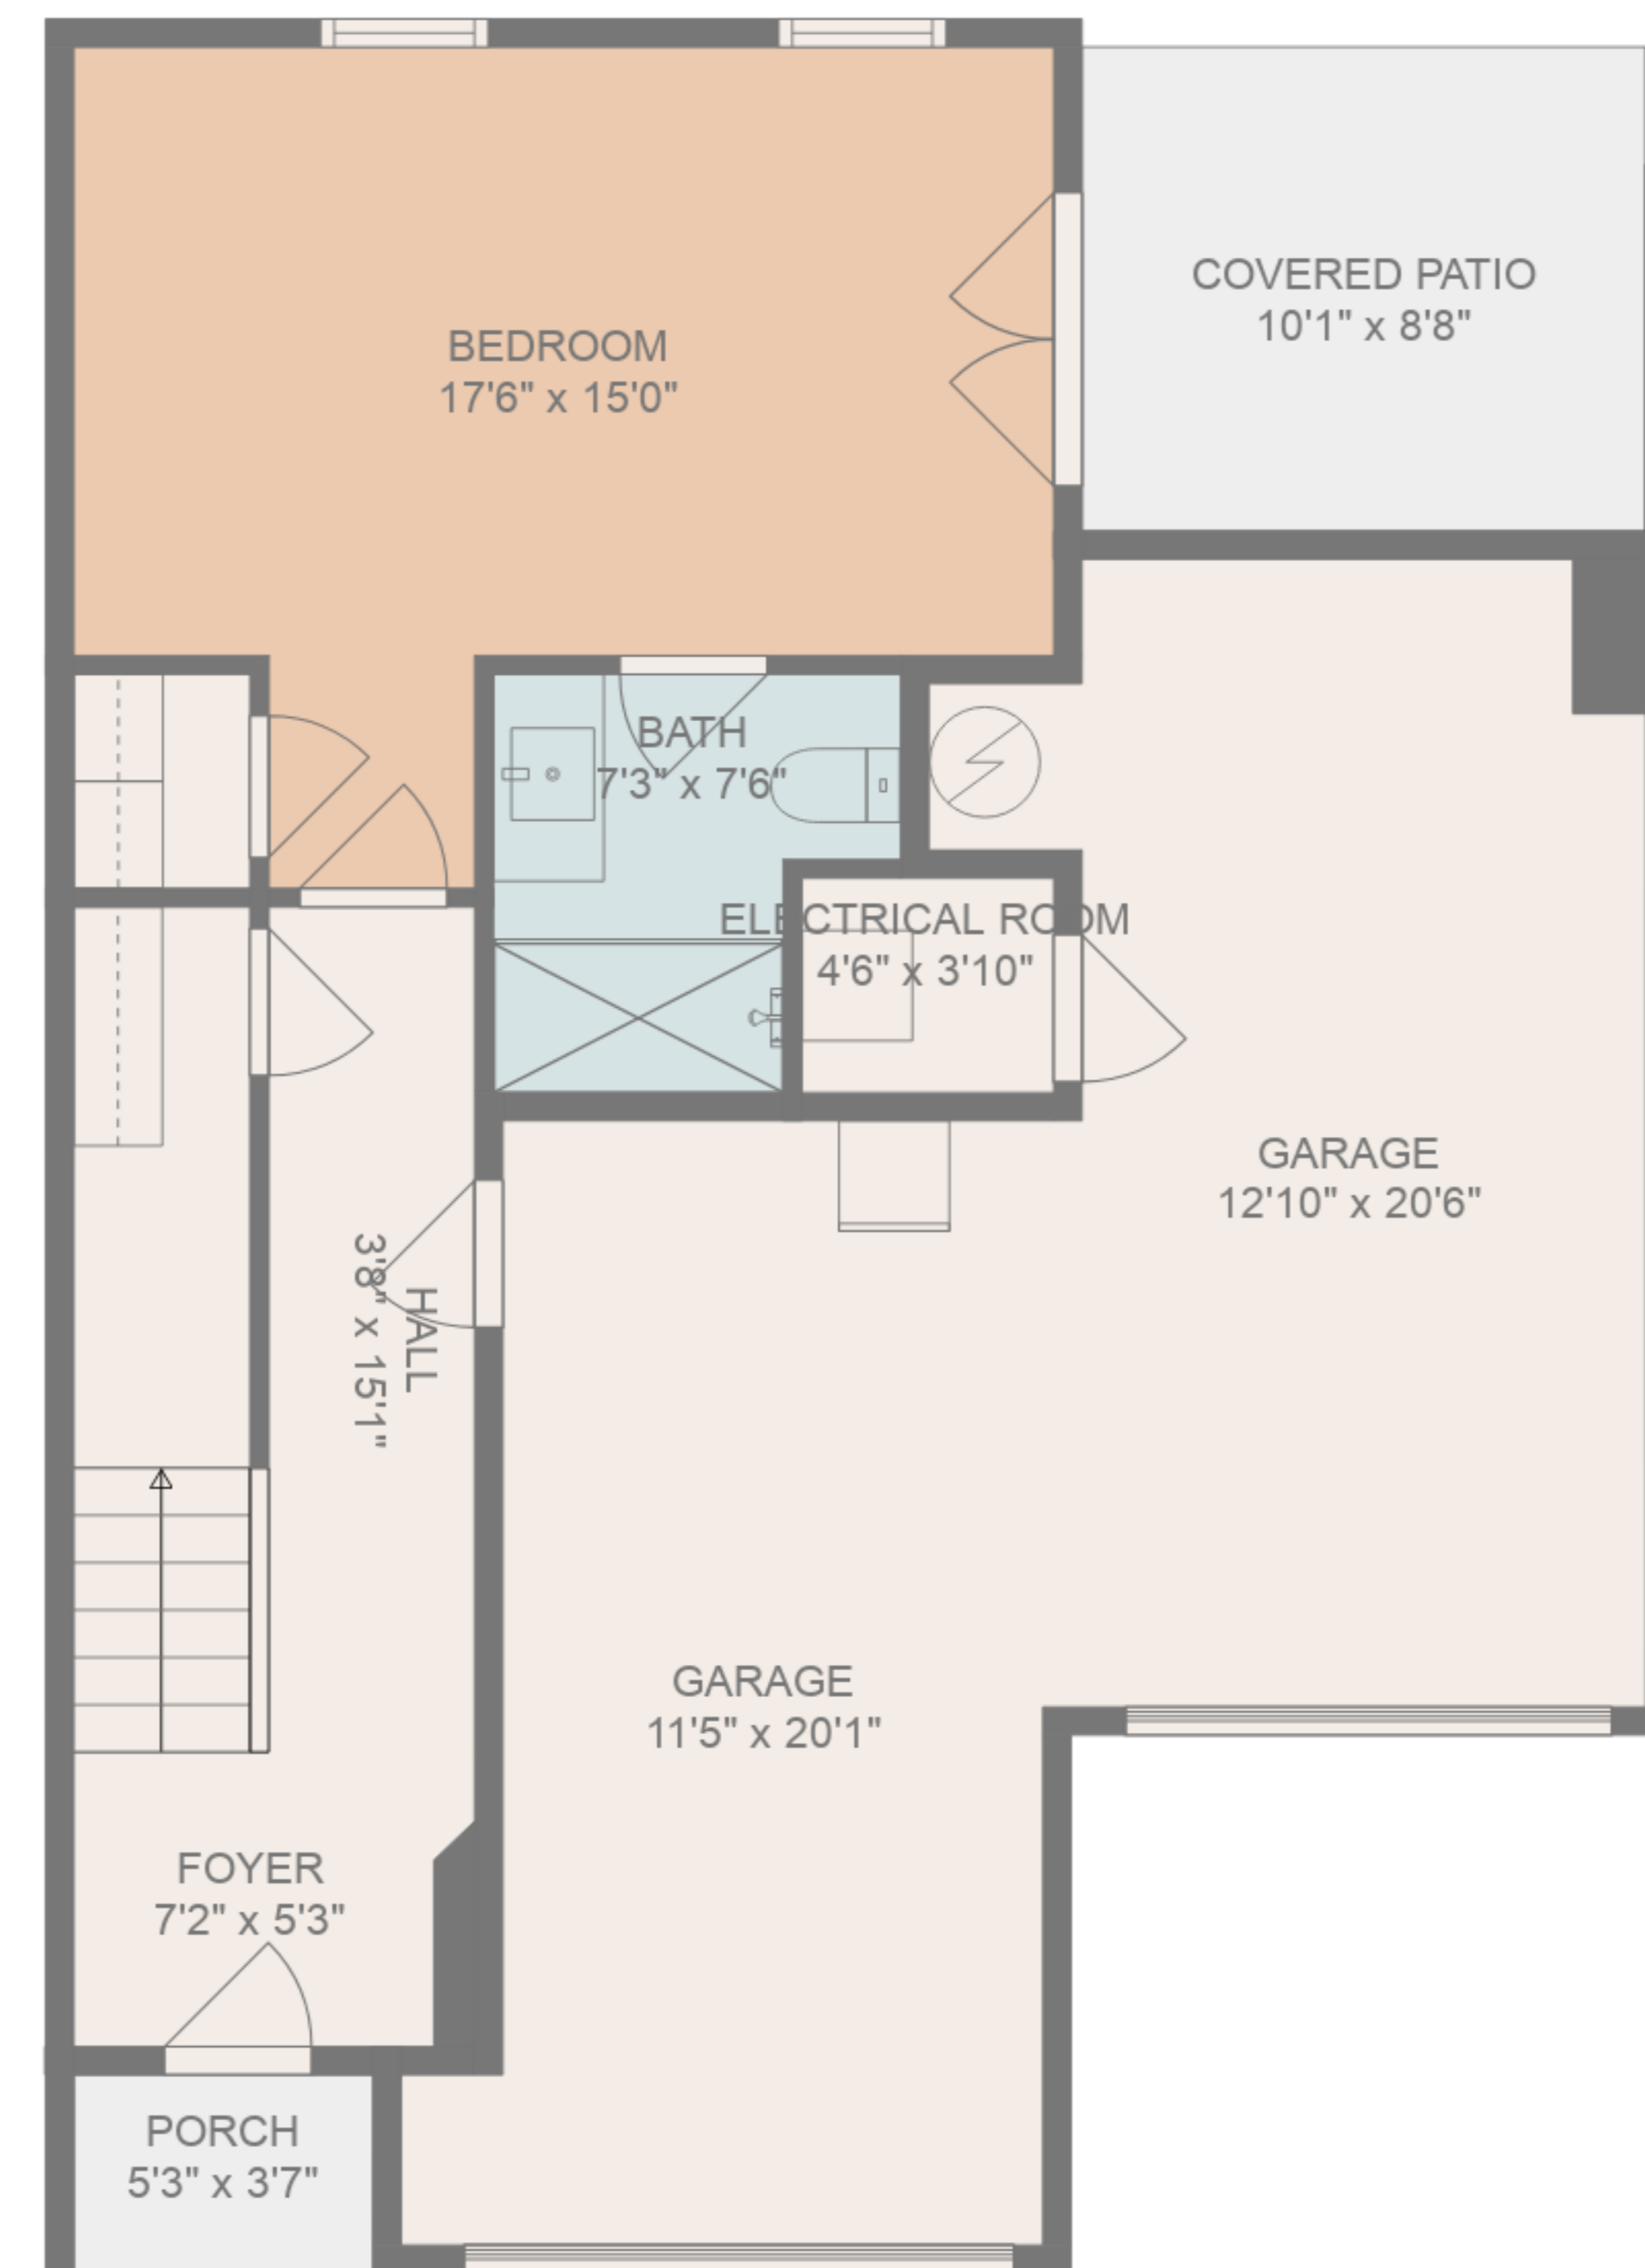 COVERED PATIO
10'1" x 8'8"
BEDROOM
17'6" x 15'0"
BATH
7'3" x 7'6"
ELECTRICAL ROOM
4'6" x 3'10"
GARAGE
12'10" x 20'6"
HALL
3'8" x 15'1"
GARAGE
11'5" x 20'1"
FOYER
7'2" x 5'3"
PORCH
5'3" x 3'7"